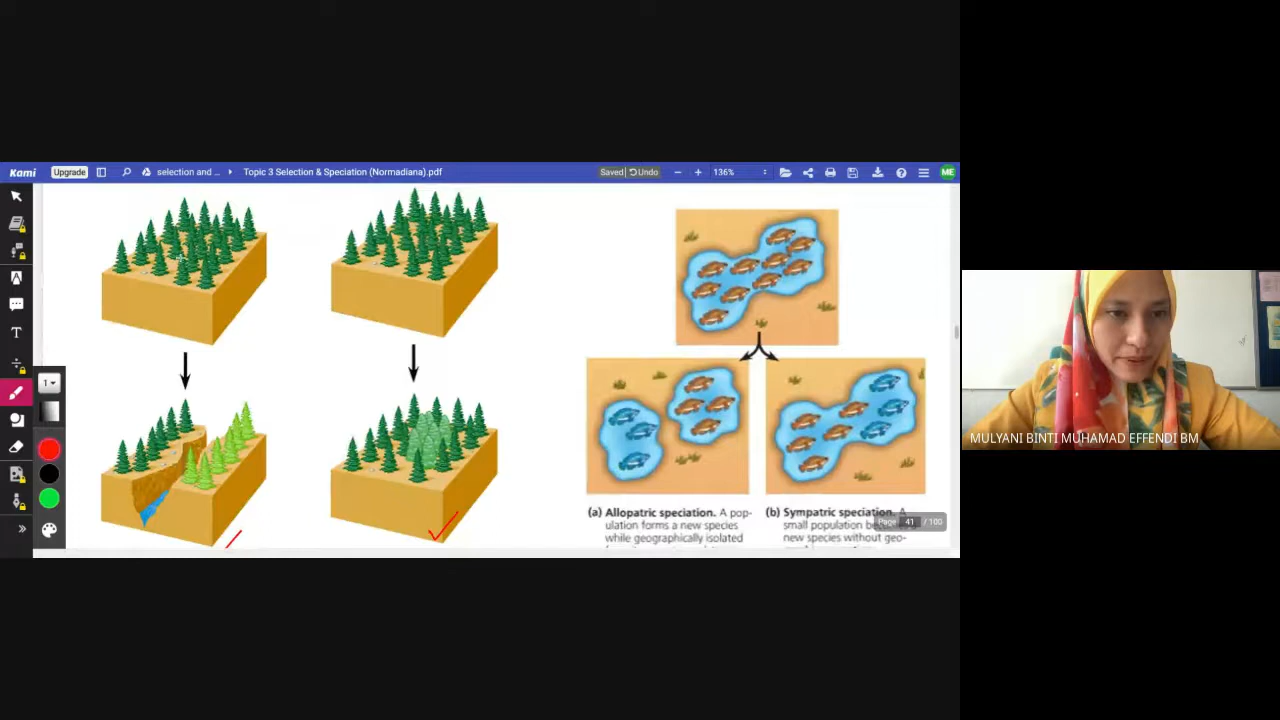 Kami Upgrade selection and ... Topic 3 Selection & Speciation (Normadiana).pdf Saved Undo − + 136% ME
1
(a) Allopatric speciation. A pop-
ulation forms a new species
while geographically isolated
(b) Sympatric speciation. A
small population
new species without geo-
Page 41 / 100
MULYANI BINTI MUHAMAD EFFENDI BM